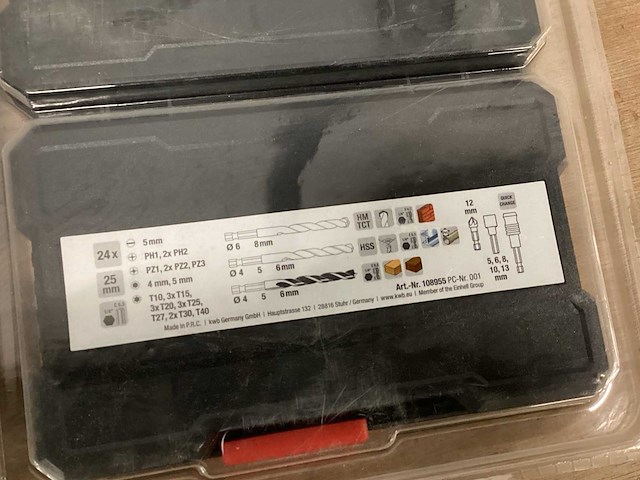 24 x
25 mm
5 mm
PH1, 2x PH2
PZ1, 2x PZ2, PZ3
4 mm, 5 mm
T10, 3x T15,
3x T20, 3x T25,
T27, 2x T30, T40
Ø 6 8 mm
Ø 4 5 6 mm
Ø 4 5 6 mm
HM
TCT
HSS
12
mm
QUICK
CHANGE
5, 6, 8,
10, 13
mm
Art.-Nr. 108955 PC-Nr. 001
Made in P.R.C. | kwb Germany GmbH | Hauptstrasse 132 | 28816 Stuhr / Germany | www.kwb.eu | Member of the Einhell Group